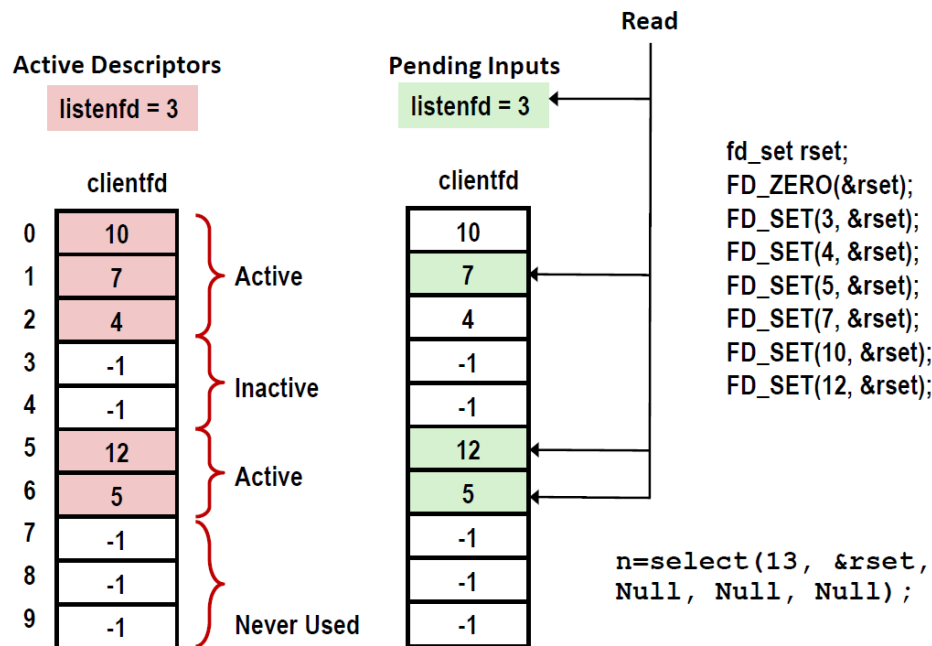 Read
Active Descriptors
listenfd = 3
clientfd
0
10
1
7
2
4
3
-1
4
-1
5
12
6
5
7
-1
8
-1
9
-1
Active
Inactive
Active
Never Used
Pending Inputs
listenfd = 3
clientfd
10
7
4
-1
-1
12
5
-1
-1
-1
fd_set rset;
FD_ZERO(&rset);
FD_SET(3, &rset);
FD_SET(4, &rset);
FD_SET(5, &rset);
FD_SET(7, &rset);
FD_SET(10, &rset);
FD_SET(12, &rset);
n=select(13, &rset,
Null, Null, Null);